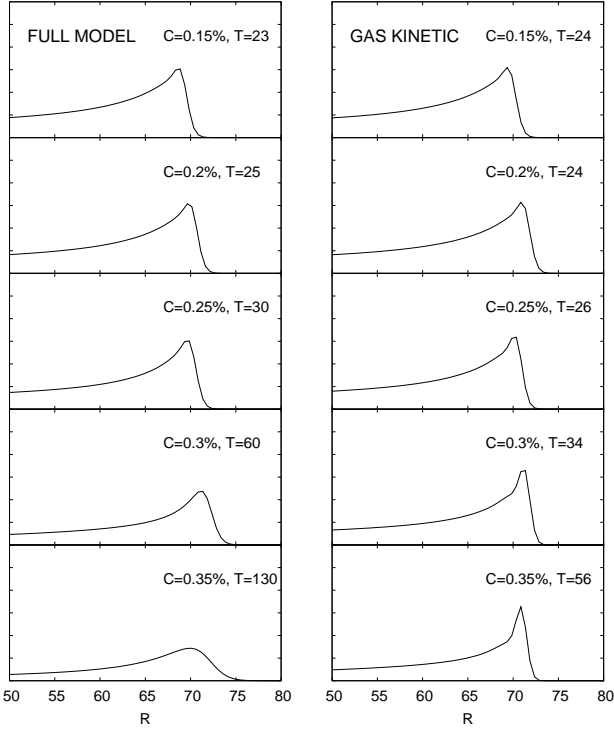 FULL MODEL C=0.15%, T=23
GAS KINETIC C=0.15%, T=24
C=0.2%, T=25
C=0.2%, T=24
C=0.25%, T=30
C=0.25%, T=26
C=0.3%, T=60
C=0.3%, T=34
C=0.35%, T=130
C=0.35%, T=56
50 55 60 65 70 75 80
50 55 60 65 70 75 80
R
R